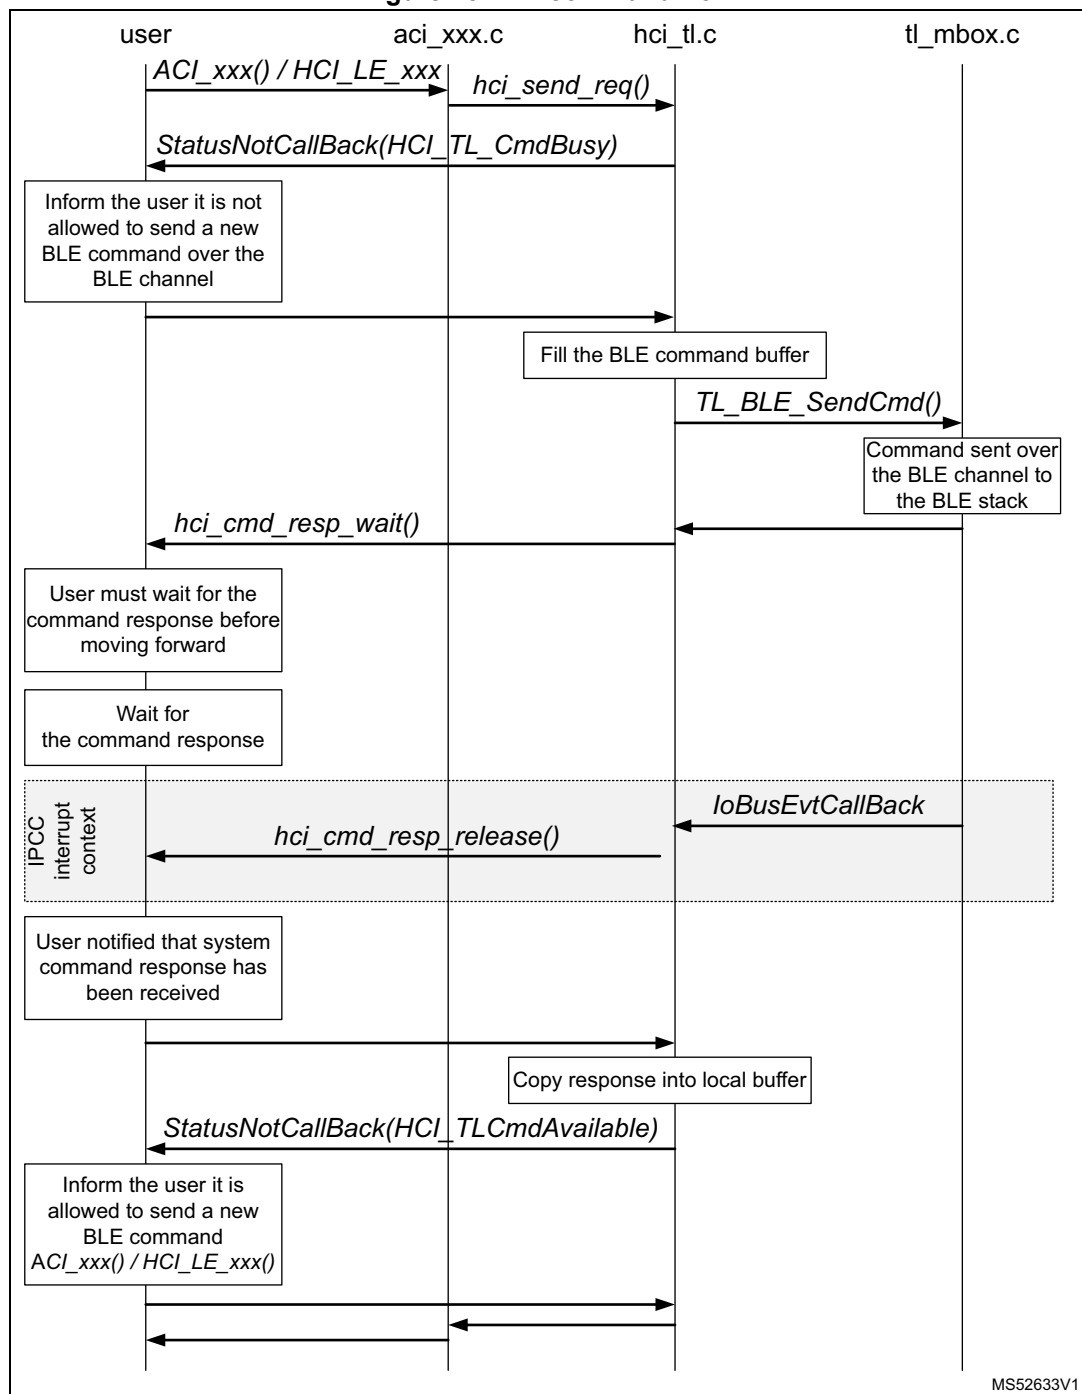 user aci_xxx.c hci_tl.c tl_mbox.c
ACI_xxx() / HCI_LE_xxx
hci_send_req()
StatusNotCallBack(HCI_TL_CmdBusy)
Inform the user it is not
allowed to send a new
BLE command over the
BLE channel
Fill the BLE command buffer
TL_BLE_SendCmd()
Command sent over
the BLE channel to
the BLE stack
hci_cmd_resp_wait()
User must wait for the
command response before
moving forward
Wait for
the command response
IPCC
interrupt
context
IoBusEvtCallBack
hci_cmd_resp_release()
User notified that system
command response has
been received
Copy response into local buffer
StatusNotCallBack(HCI_TLCmdAvailable)
Inform the user it is
allowed to send a new
BLE command
ACI_xxx() / HCI_LE_xxx()
MS52633V1